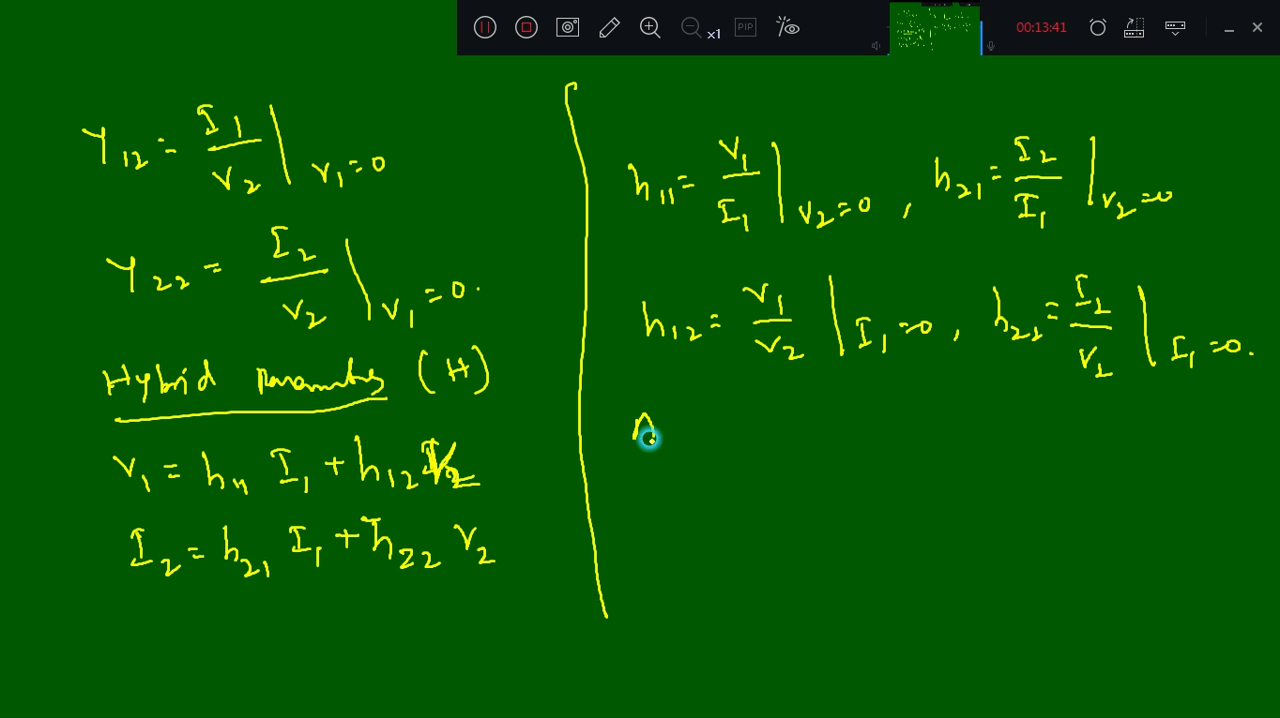 x1
PIP
00:13:41
Y12 = I1/V2 | V1=0
Y22 = I2/V2 | V1=0.
Hybrid parameters (H)
V1 = h11 I1 + h12 V2
I2 = h21 I1 + h22 V2
h11 = V1/I1 | V2=0 , h21 = I2/I1 | V2=0
h12 = V1/V2 | I1=0 , h22 = I2/V2 | I1=0.
A